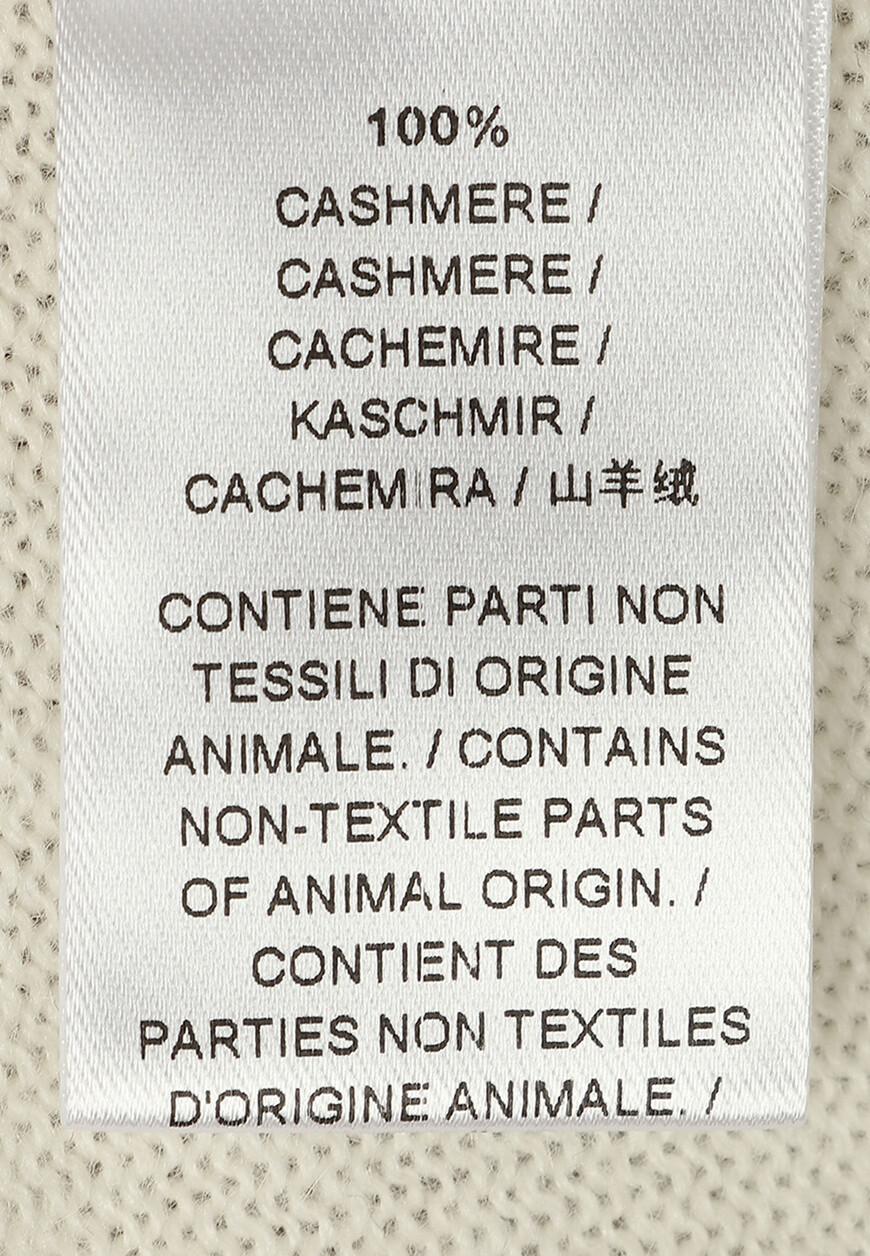 100%
CASHMERE /
CASHMERE /
CACHEMIRE /
KASCHMIR /
CACHEMIRA / 山羊绒
CONTIENE PARTI NON
TESSILI DI ORIGINE
ANIMALE. / CONTAINS
NON-TEXTILE PARTS
OF ANIMAL ORIGIN. /
CONTIENT DES
PARTIES NON TEXTILES
D'ORIGINE ANIMALE. /